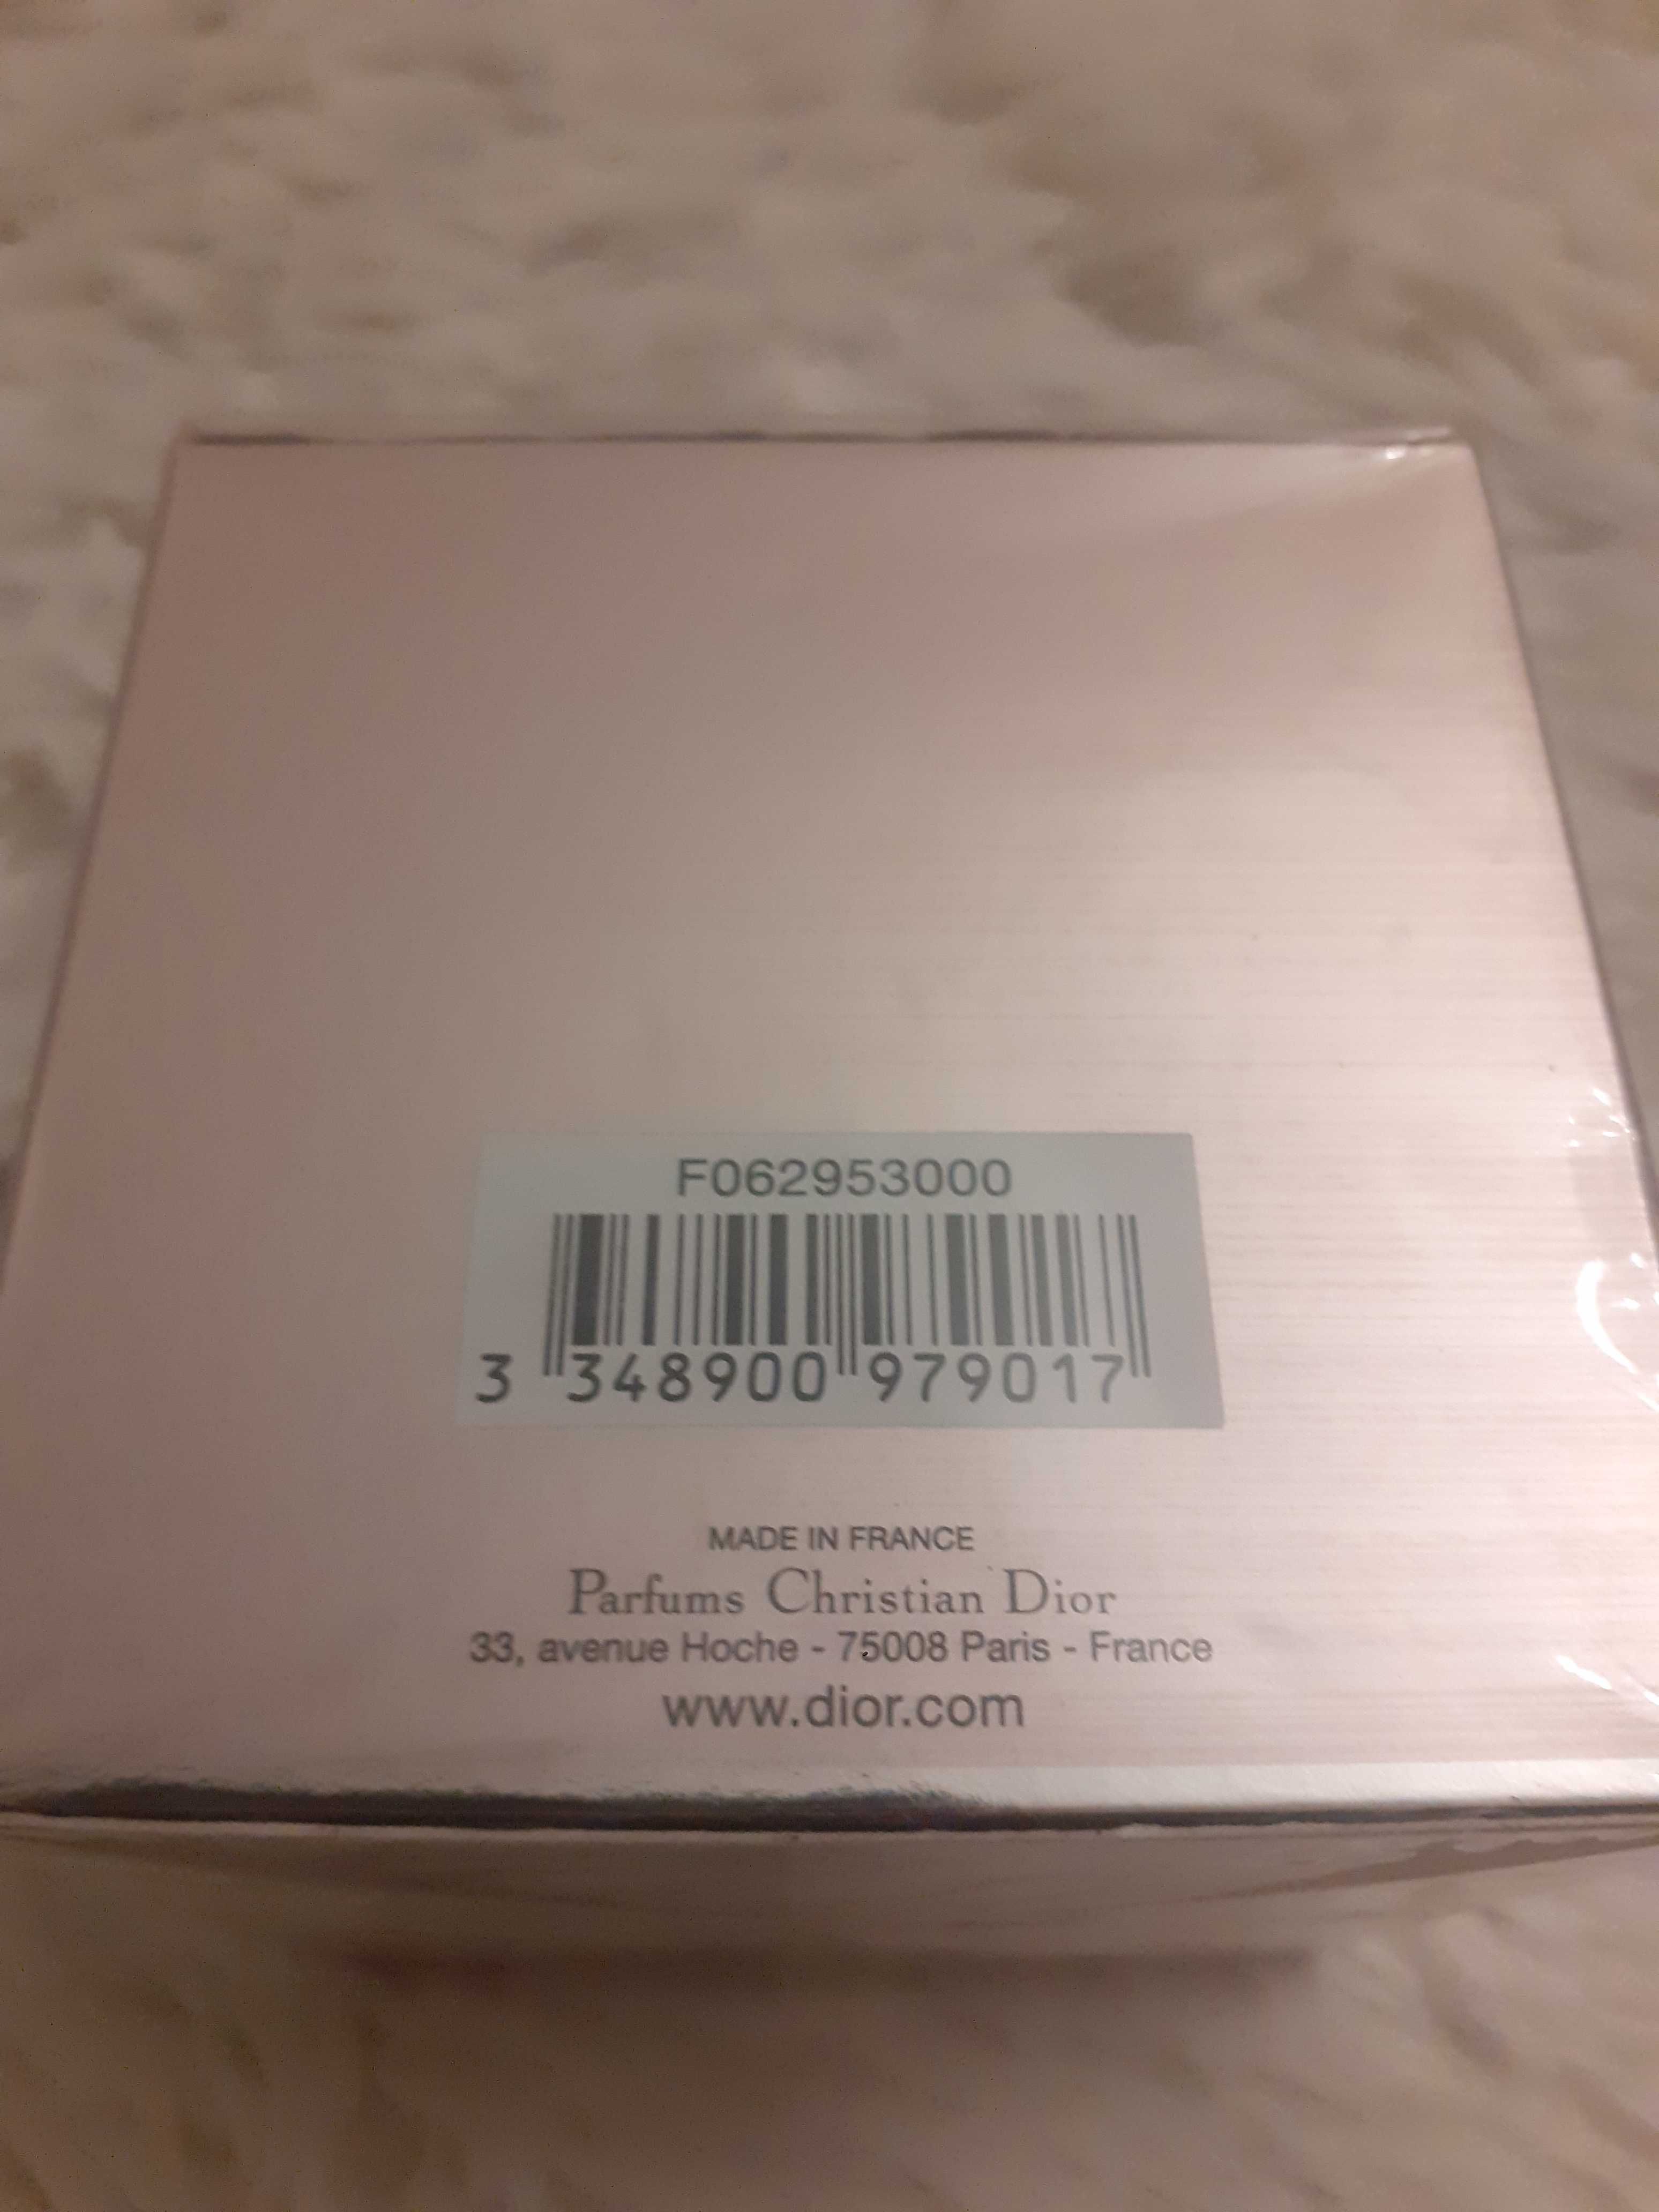 F062953000
3 348900 979017
MADE IN FRANCE
Parfums Christian Dior
33, avenue Hoche - 75008 Paris - France
www.dior.com